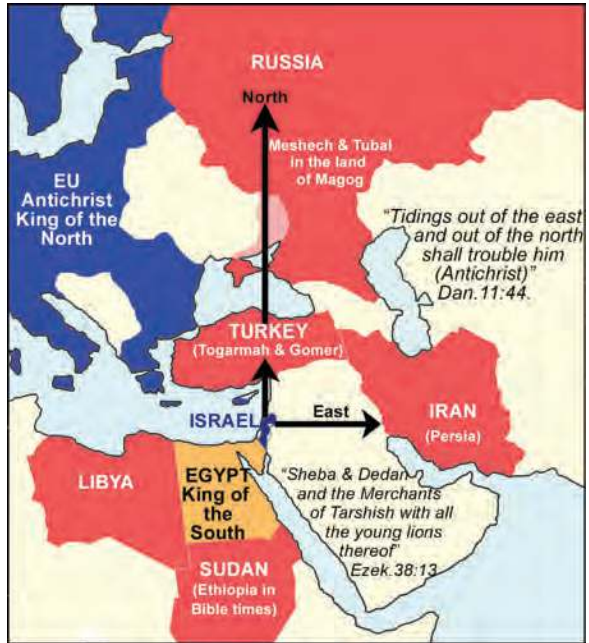 RUSSIA
North
Meshech & Tubal
in the land
of Magog
EU
Antichrist
King of the
North
“Tidings out of the east
and out of the north
shall trouble him
(Antichrist)”
Dan.11:44.
TURKEY
(Togarmah & Gomer)
ISRAEL
East
IRAN
(Persia)
LIBYA
EGYPT
King of
the
South
“Sheba & Dedan
and the Merchants
of Tarshish with all
the young lions
thereof”
Ezek.38:13
SUDAN
(Ethiopia in
Bible times)